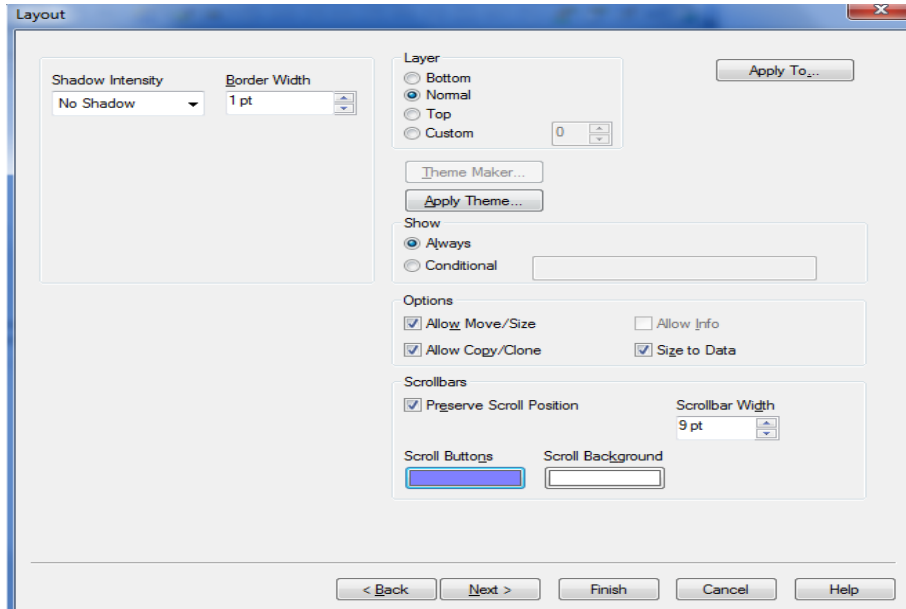 Layout
Shadow Intensity
Border Width
No Shadow
1 pt
Layer
Bottom
Normal
Top
Custom
0
Apply To...
Theme Maker...
Apply Theme...
Show
Always
Conditional
Options
Allow Move/Size
Allow Info
Allow Copy/Clone
Size to Data
Scrollbars
Preserve Scroll Position
Scrollbar Width
9 pt
Scroll Buttons
Scroll Background
< Back
Next >
Finish
Cancel
Help